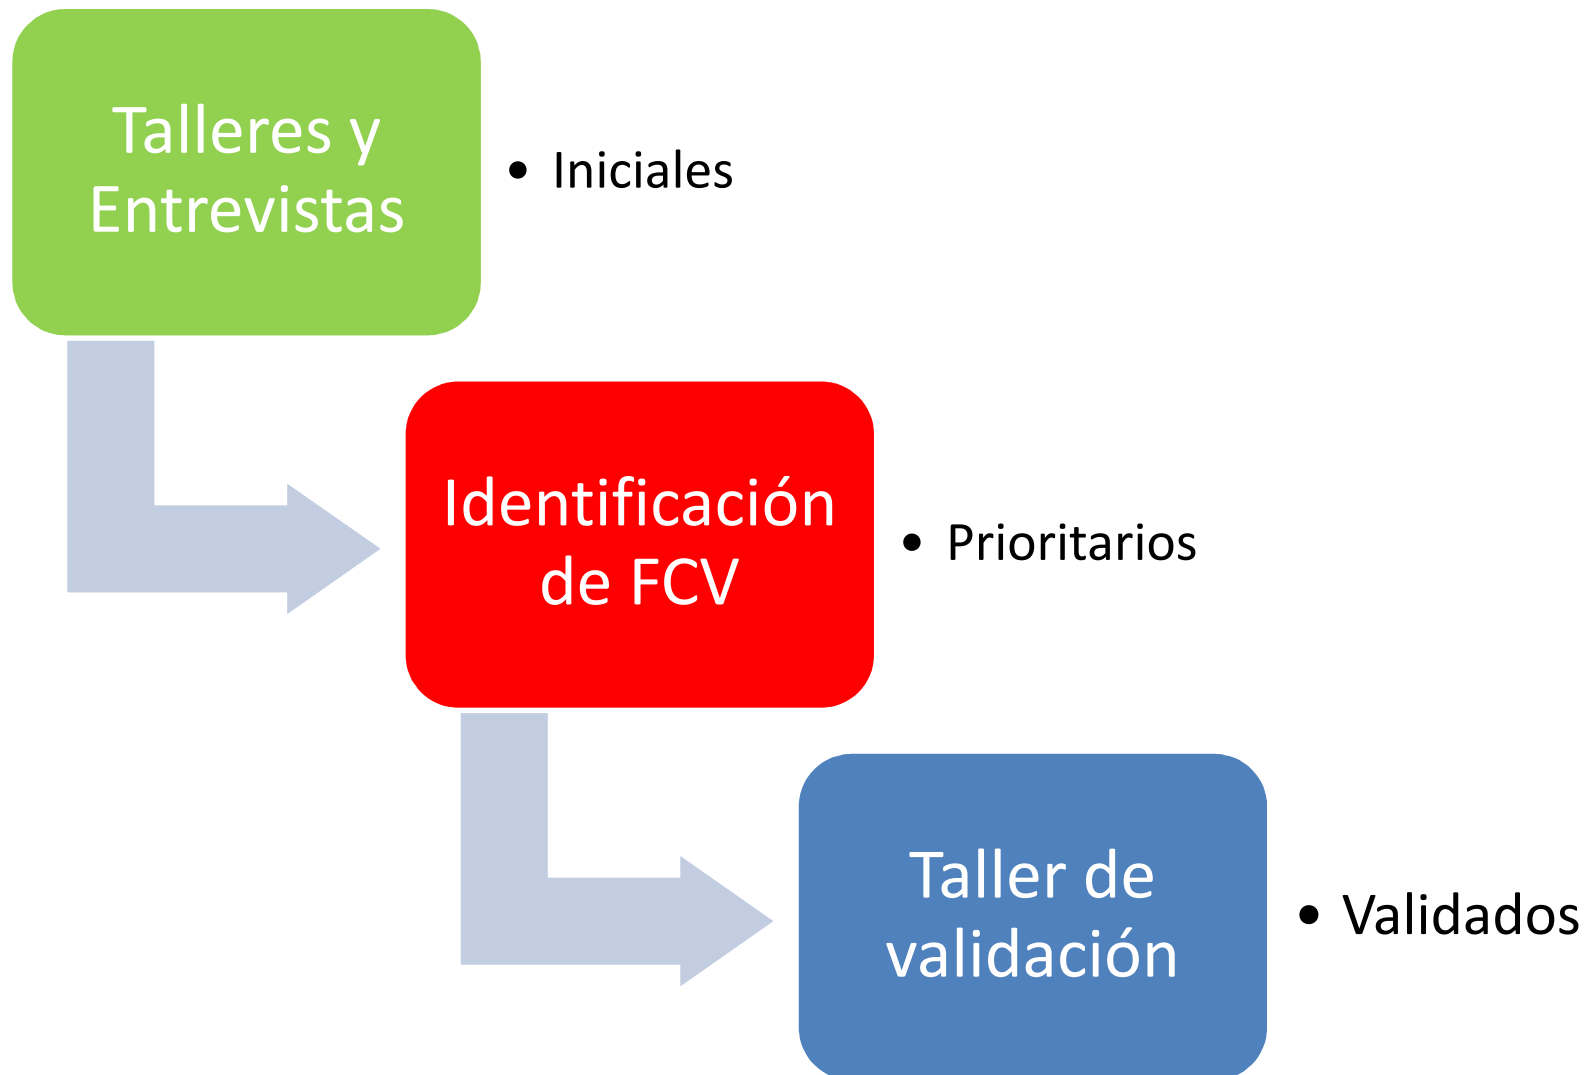 Talleres y
Entrevistas
• Iniciales
Identificación
de FCV
• Prioritarios
Taller de
validación
• Validados